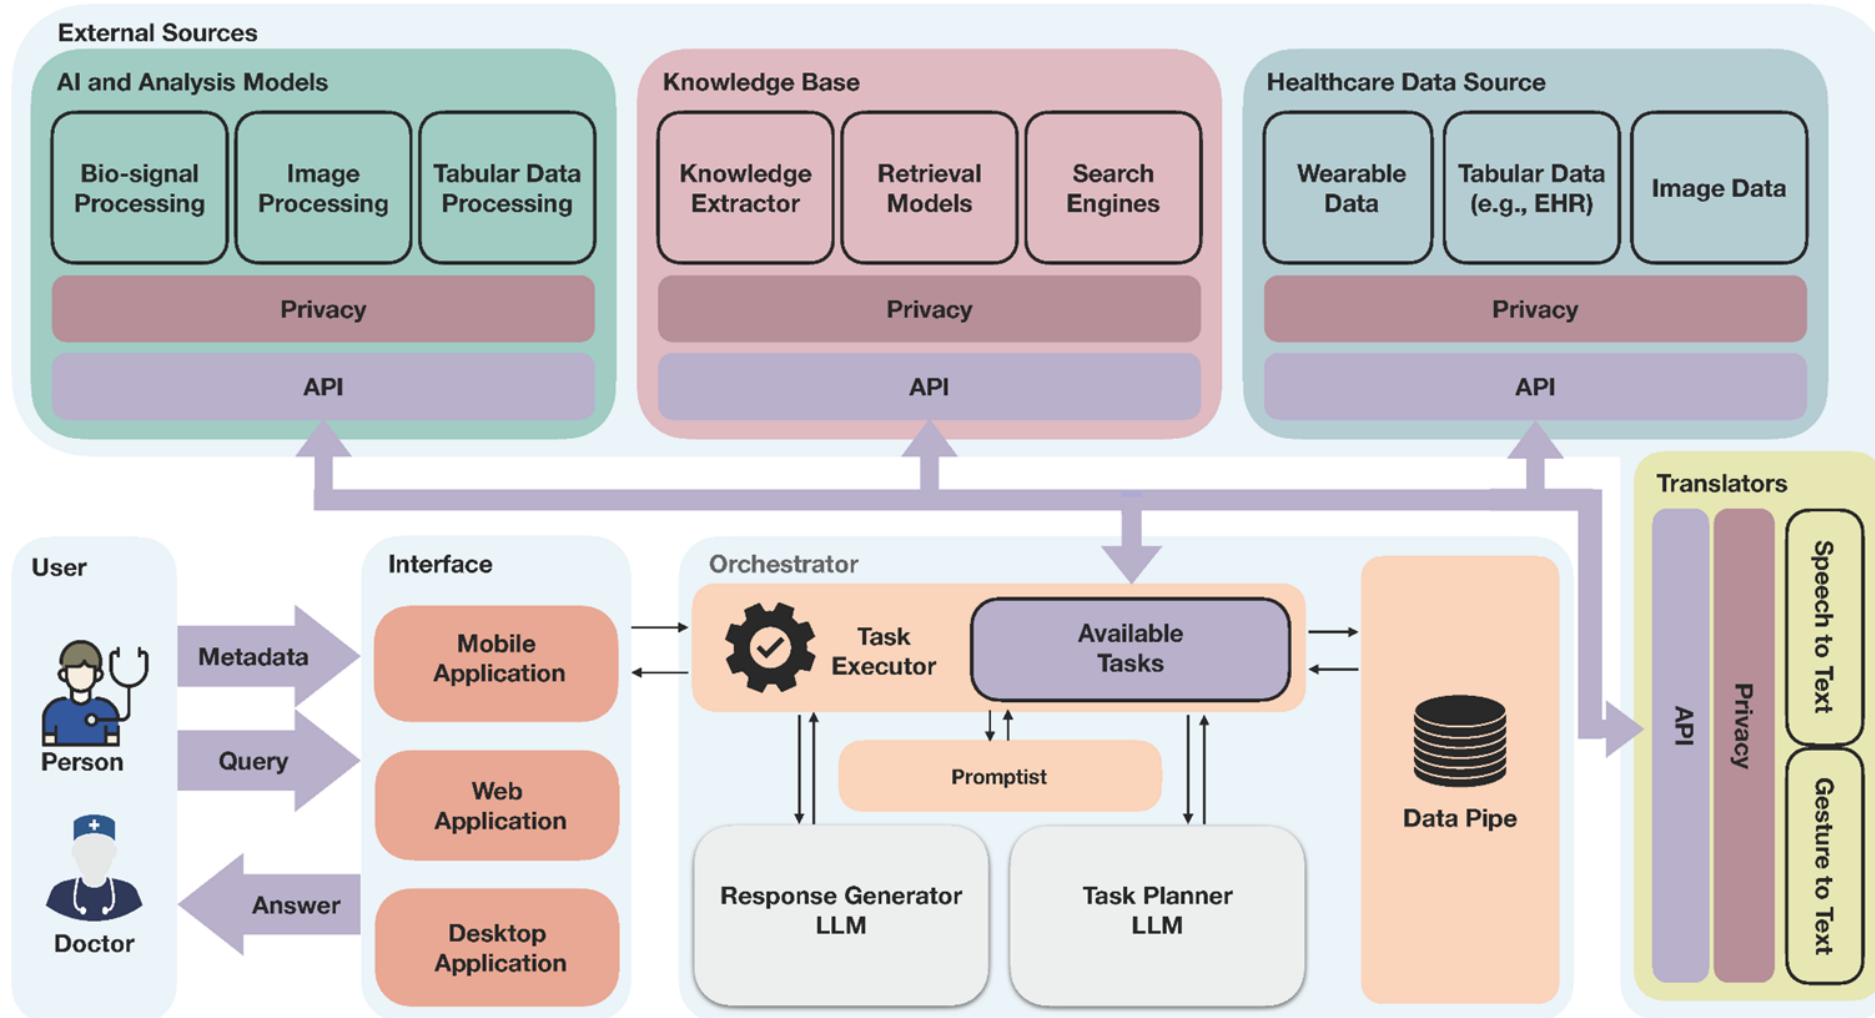 External Sources
AI and Analysis Models
Bio-signal
Processing
Image
Processing
Tabular Data
Processing
Privacy
API
Knowledge Base
Knowledge
Extractor
Retrieval
Models
Search
Engines
Privacy
API
Healthcare Data Source
Wearable
Data
Tabular Data
(e.g., EHR)
Image Data
Privacy
API
User
Person
Doctor
Metadata
Query
Answer
Interface
Mobile
Application
Web
Application
Desktop
Application
Orchestrator
Task
Executor
Available
Tasks
Promptist
Response Generator
LLM
Task Planner
LLM
Data Pipe
Translators
API
Privacy
Speech to Text
Gesture to Text